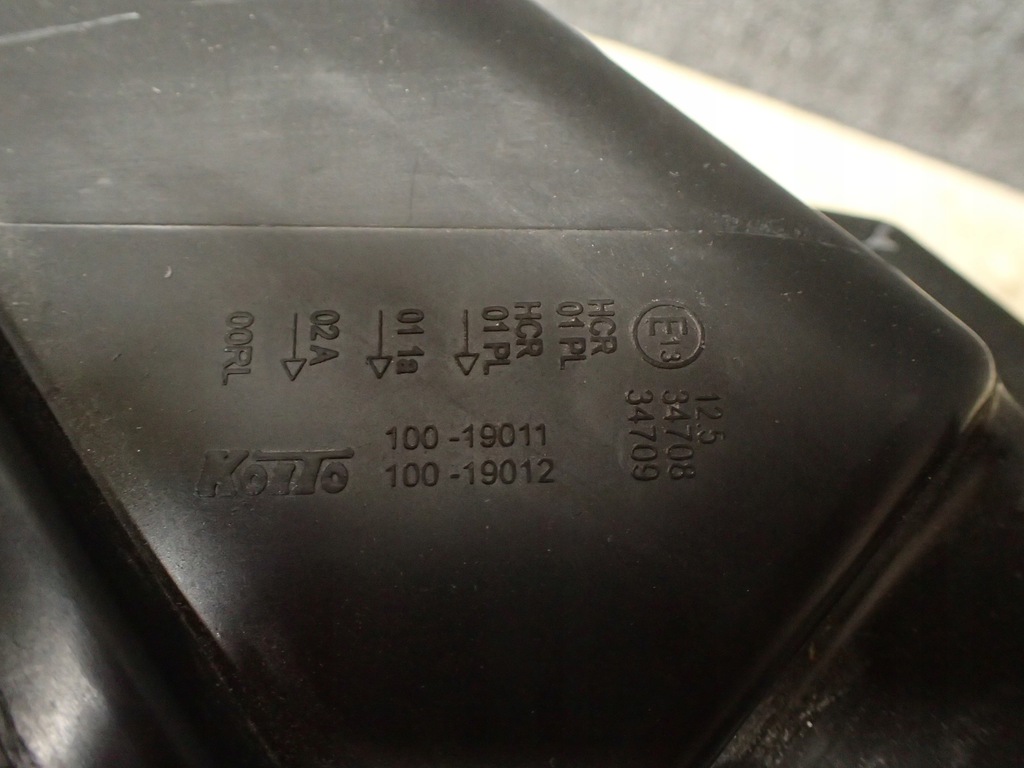 E13
HCR
01 PL
HCR
01 PL
01 1a
02A
00RL
12.5
34708
34709
100-19011
100-19012
KOITO